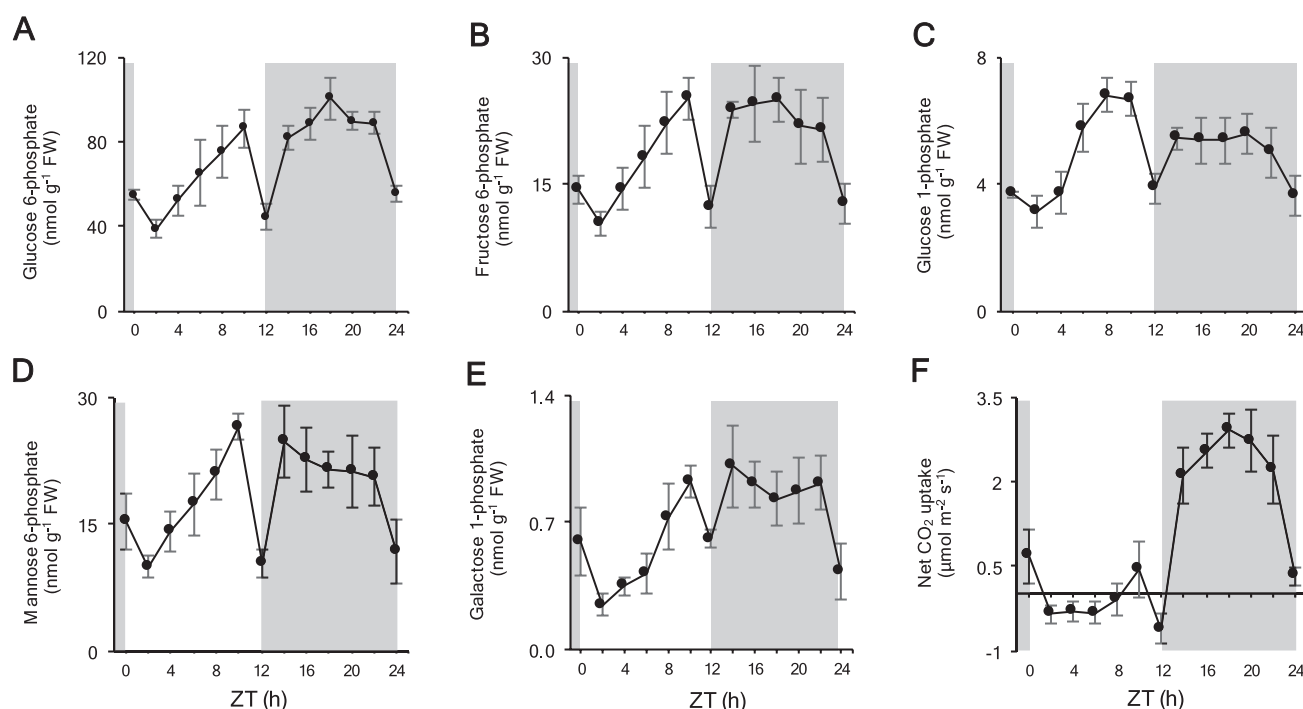 A
B
C
120
80
40
0
Glucose 6-phosphate
(nmol g⁻¹ FW)
0 4 8 12 16 20 24
30
15
0
Fructose 6-phosphate
(nmol g⁻¹ FW)
0 4 8 12 16 20 24
8
4
0
Glucose 1-phosphate
(nmol g⁻¹ FW)
0 4 8 12 16 20 24
D
E
F
30
15
0
Mannose 6-phosphate
(nmol g⁻¹ FW)
0 4 8 12 16 20 24
ZT (h)
1.4
0.7
0.0
Galactose 1-phosphate
(nmol g⁻¹ FW)
0 4 8 12 16 20 24
ZT (h)
3.5
2
0.5
-1
Net CO₂ uptake
(µmol m⁻² s⁻¹)
0 4 8 12 16 20 24
ZT (h)